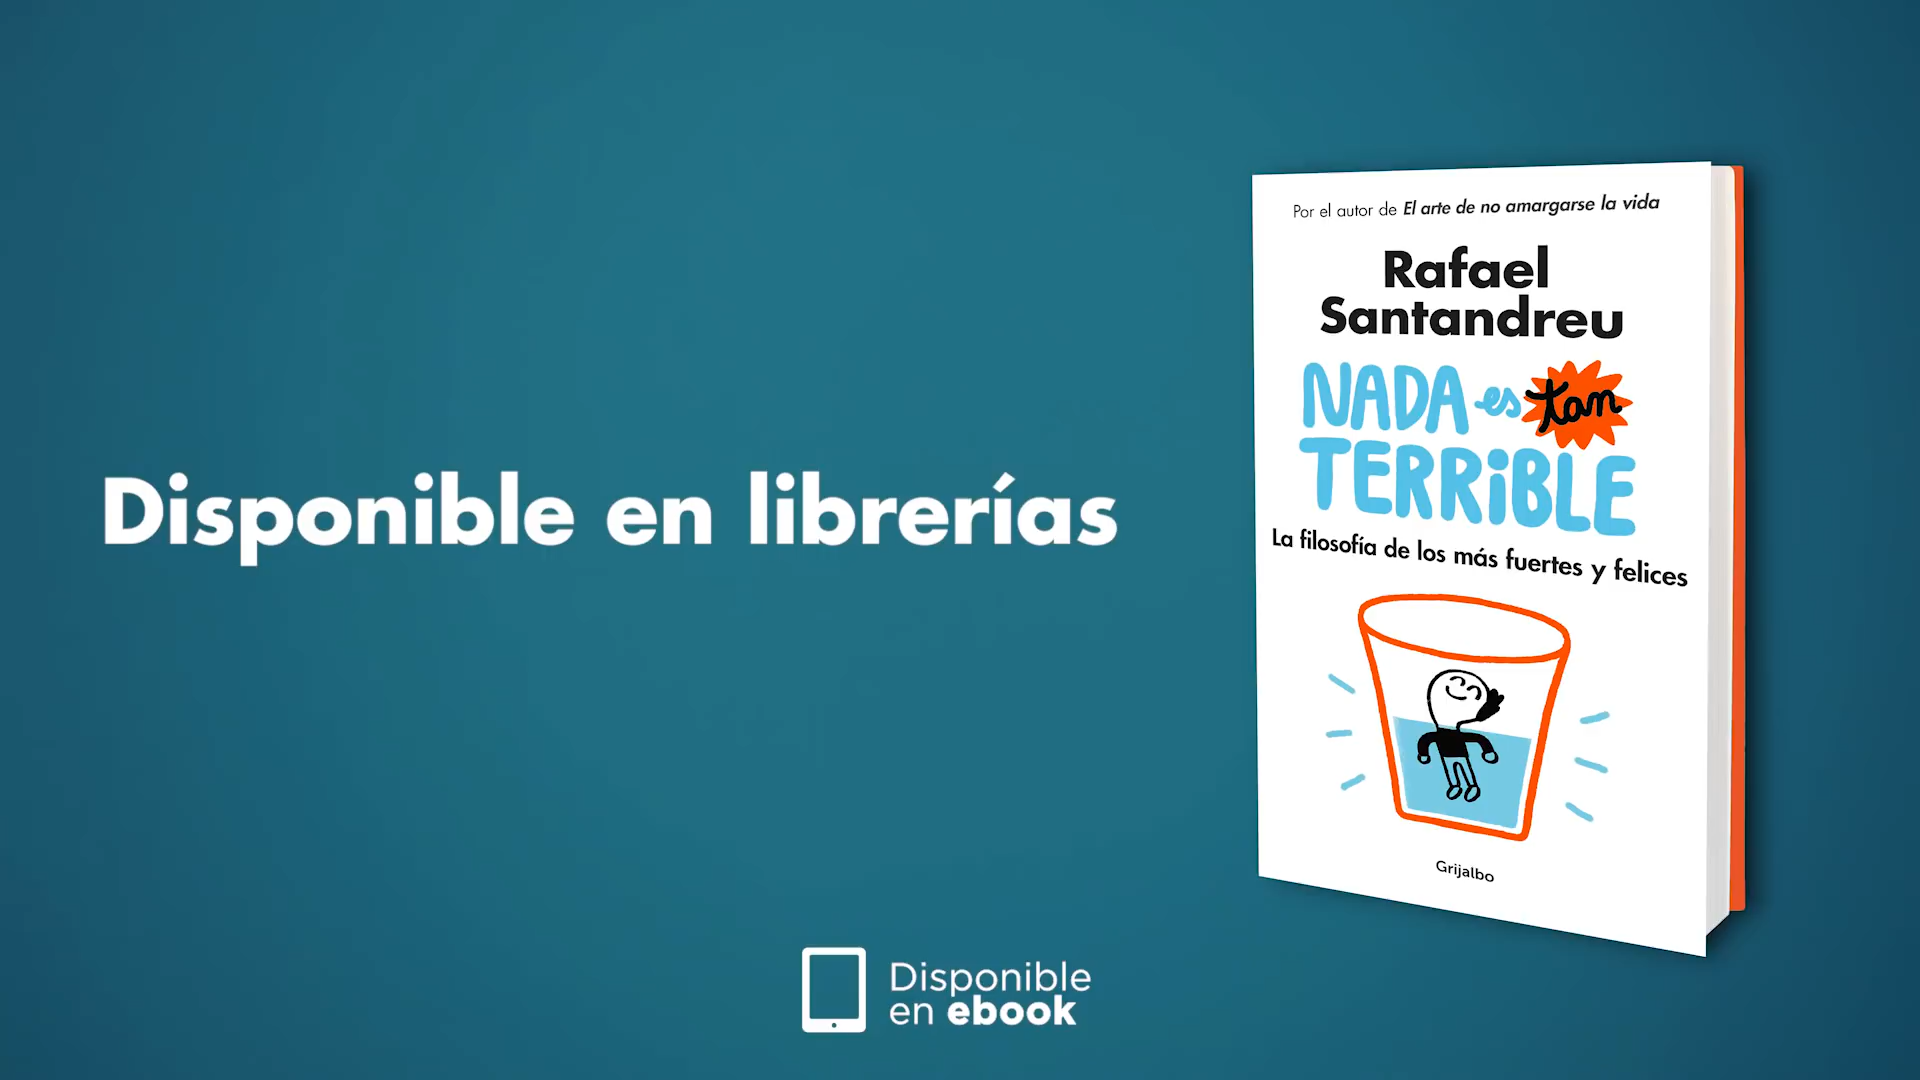 Disponible en librerías
Por el autor de El arte de no amargarse la vida
Rafael
Santandreu
NADA es tan
TERRiBLE
La filosofía de los más fuertes y felices
Grijalbo
Disponible
en ebook